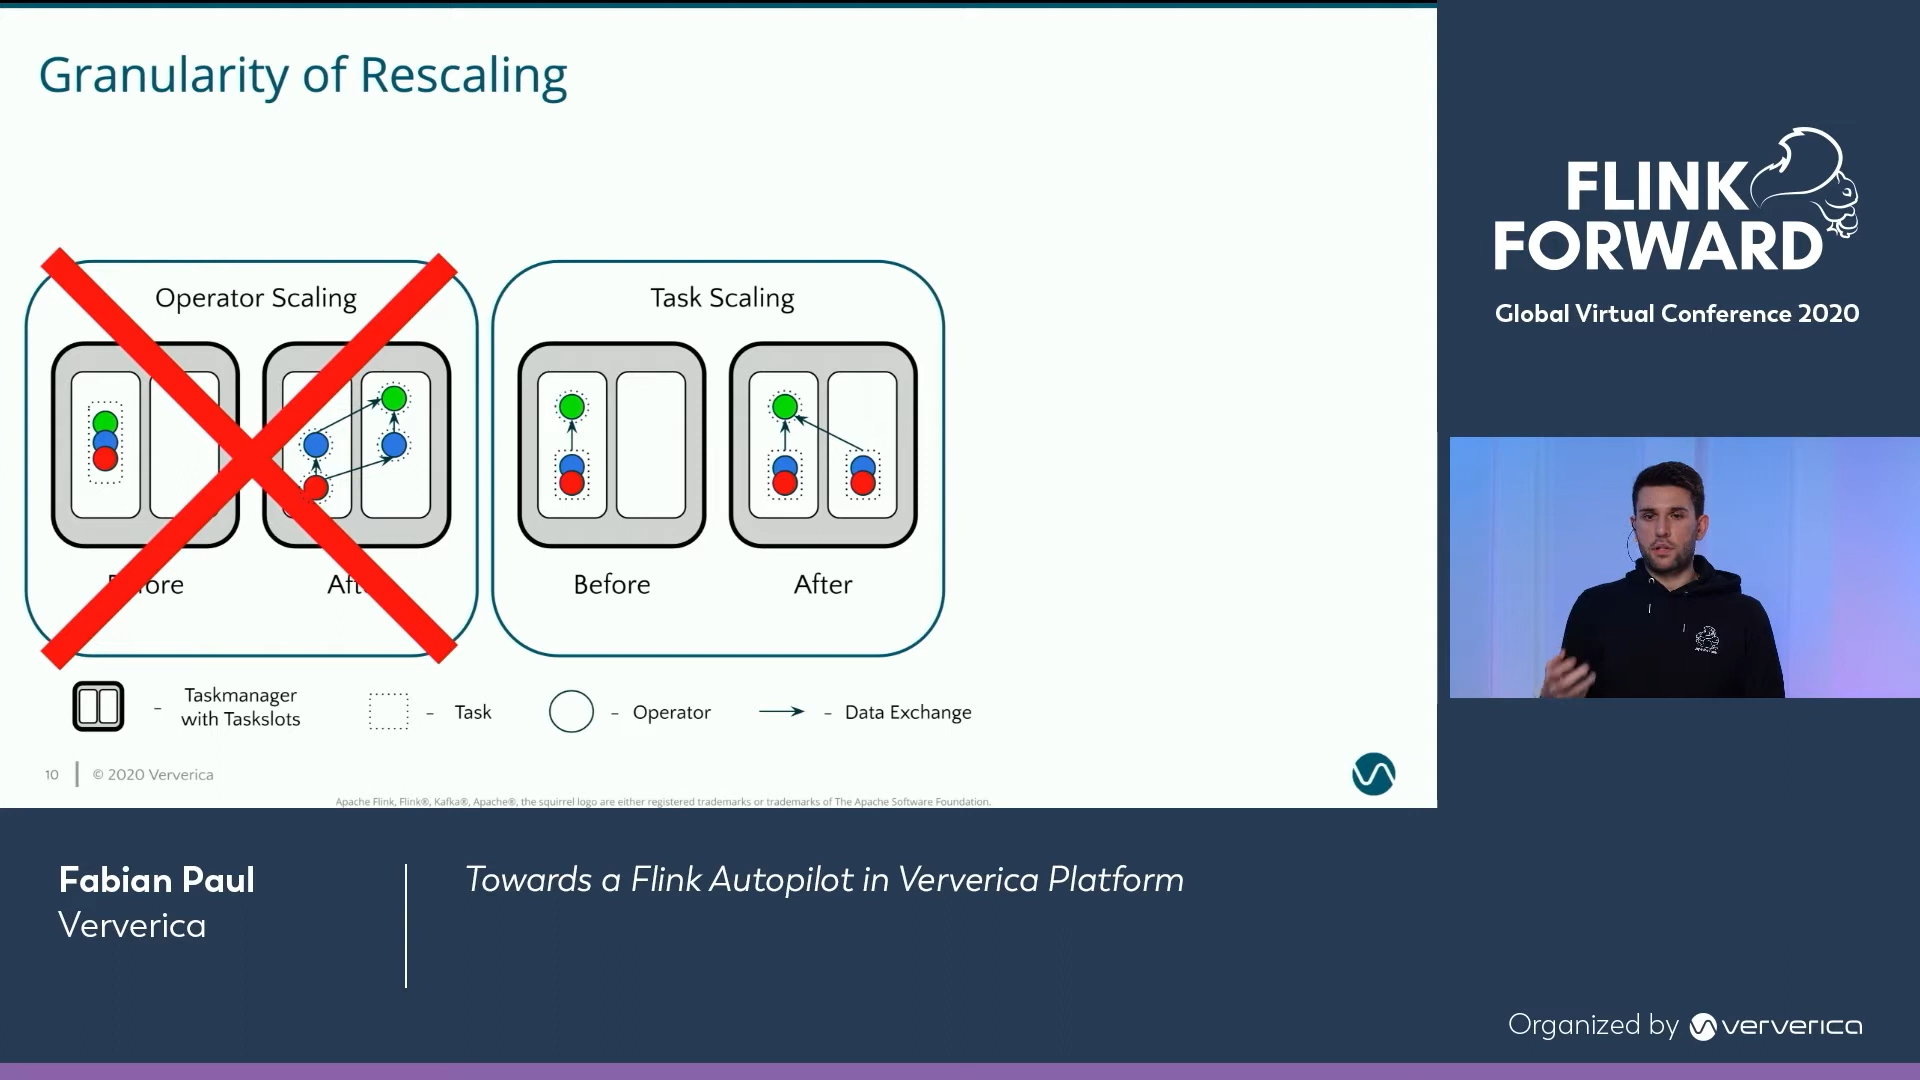 Granularity of Rescaling
Operator Scaling
Before
After
Task Scaling
Before
After
Taskmanager
with Taskslots
- Task
- Operator
- Data Exchange
10 | © 2020 Ververica
Apache Flink, Flink®, Kafka®, Apache®, the squirrel logo are either registered trademarks or trademarks of The Apache Software Foundation.
FLINK
FORWARD
Global Virtual Conference 2020
Fabian Paul
Ververica
Towards a Flink Autopilot in Ververica Platform
Organized by ververica